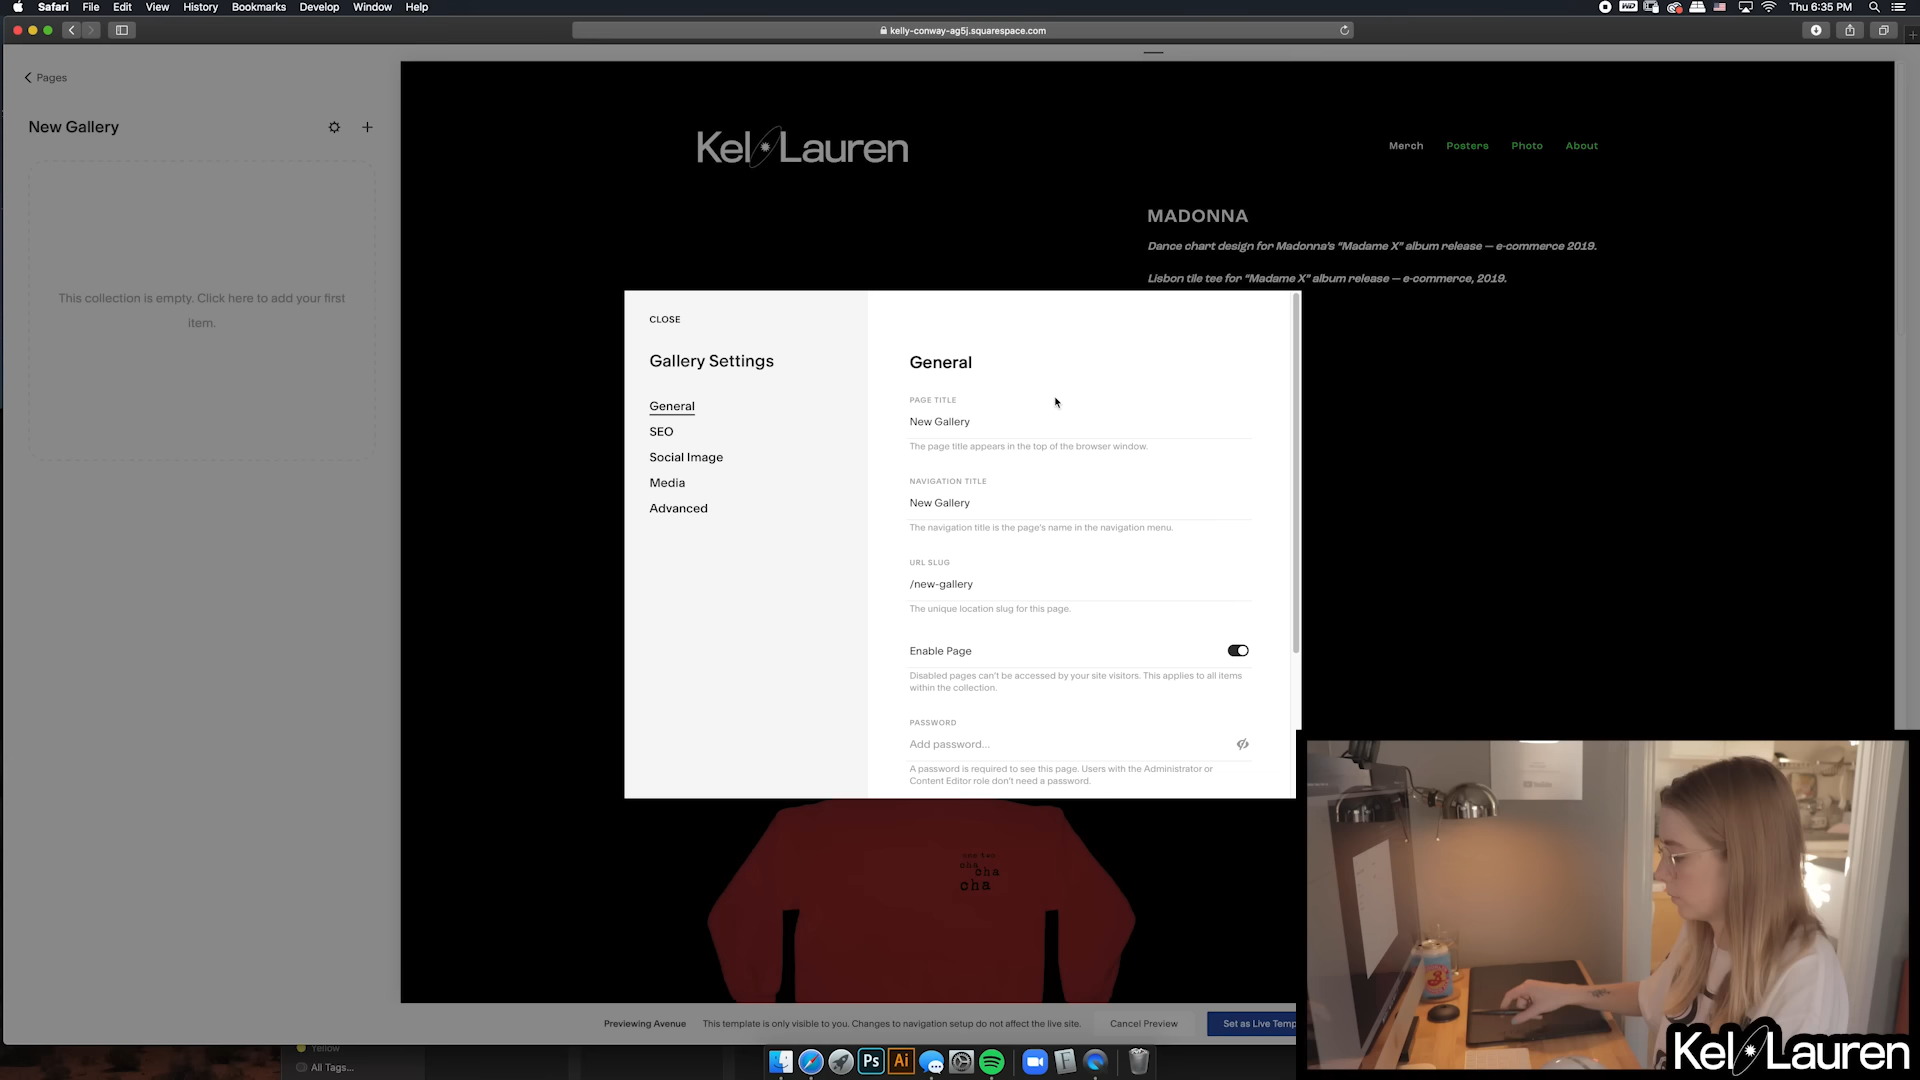 Safari File Edit View History Bookmarks Develop Window Help
WD
Thu 6:35 PM
kelly-conway-ag5j.squarespace.com
Pages
New Gallery
This collection is empty. Click here to add your first
item.
Kel Lauren
Merch Posters Photo About
MADONNA
Dance chart design for Madonna's "Madame X" album release — e-commerce 2019.
Lisbon tile tee for "Madame X" album release — e-commerce, 2019.
CLOSE
Gallery Settings
General
SEO
Social Image
Media
Advanced
General
PAGE TITLE
New Gallery
The page title appears in the top of the browser window.
NAVIGATION TITLE
New Gallery
The navigation title is the page's name in the navigation menu.
URL SLUG
/new-gallery
The unique location slug for this page.
Enable Page
Disabled pages can't be accessed by your site visitors. This applies to all items
within the collection.
PASSWORD
Add password...
A password is required to see this page. Users with the Administrator or
Content Editor role don't need a password.
one two
cha
cha
cha
Previewing Avenue This template is only visible to you. Changes to navigation setup do not affect the live site. Cancel Preview Set as Live Temp
Yellow
All Tags...
Ps Ai
Kel Lauren